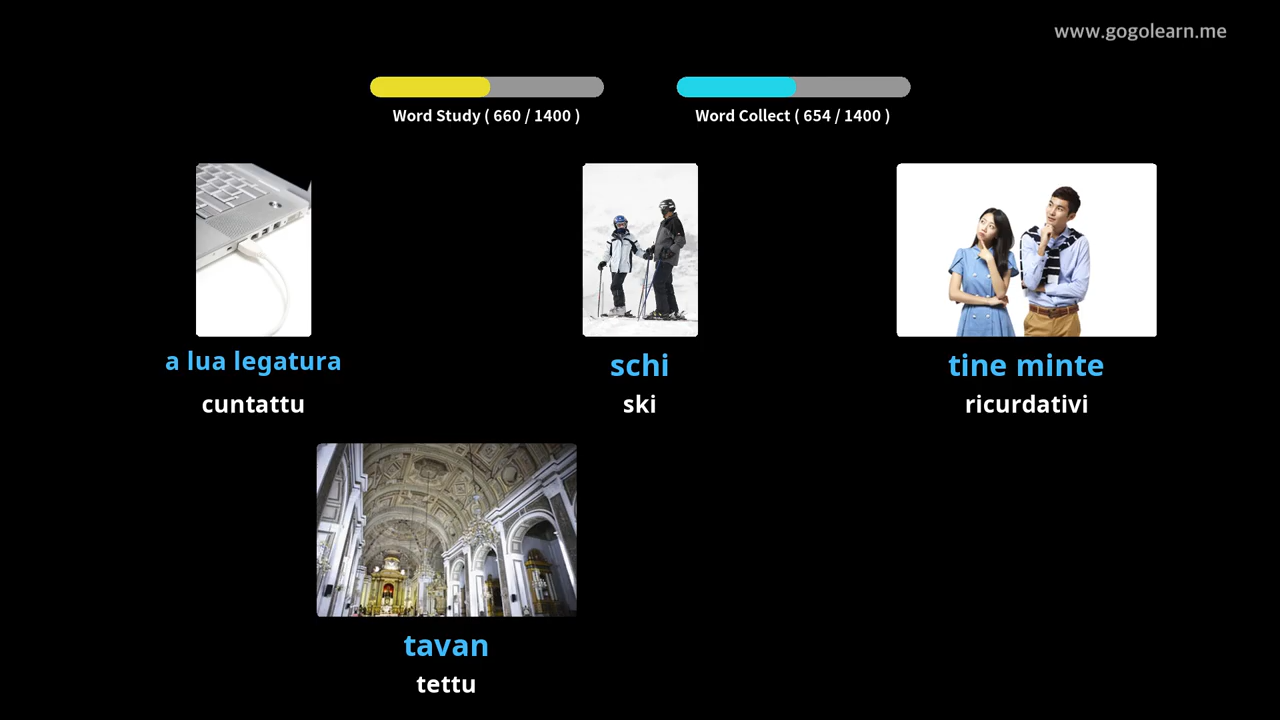 www.gogolearn.me
Word Study ( 660 / 1400 )
Word Collect ( 654 / 1400 )
a lua legatura
cuntattu
schi
ski
tine minte
ricurdativi
tavan
tettu